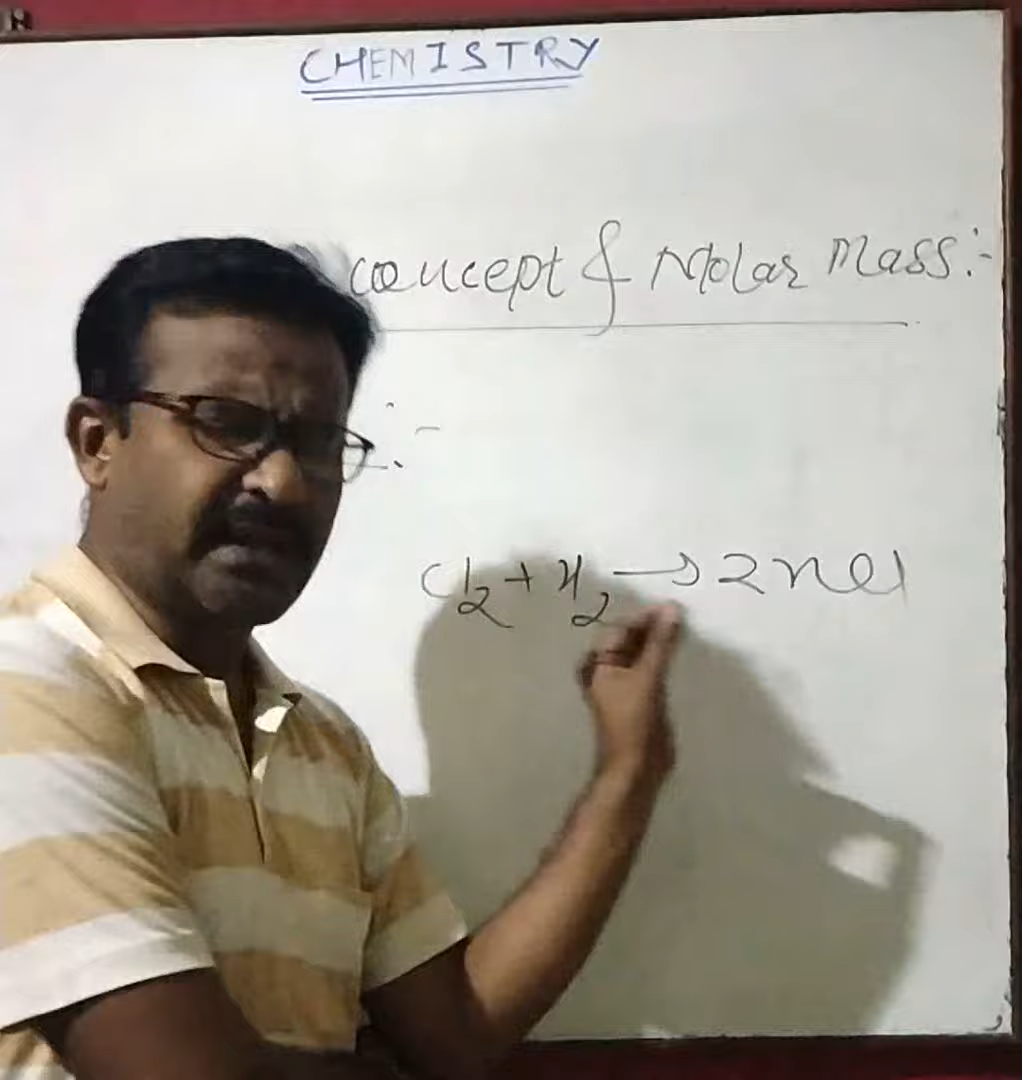 CHEMISTRY
concept & Molar Mass:-
:-
Cl2 + H2 → 2HCl